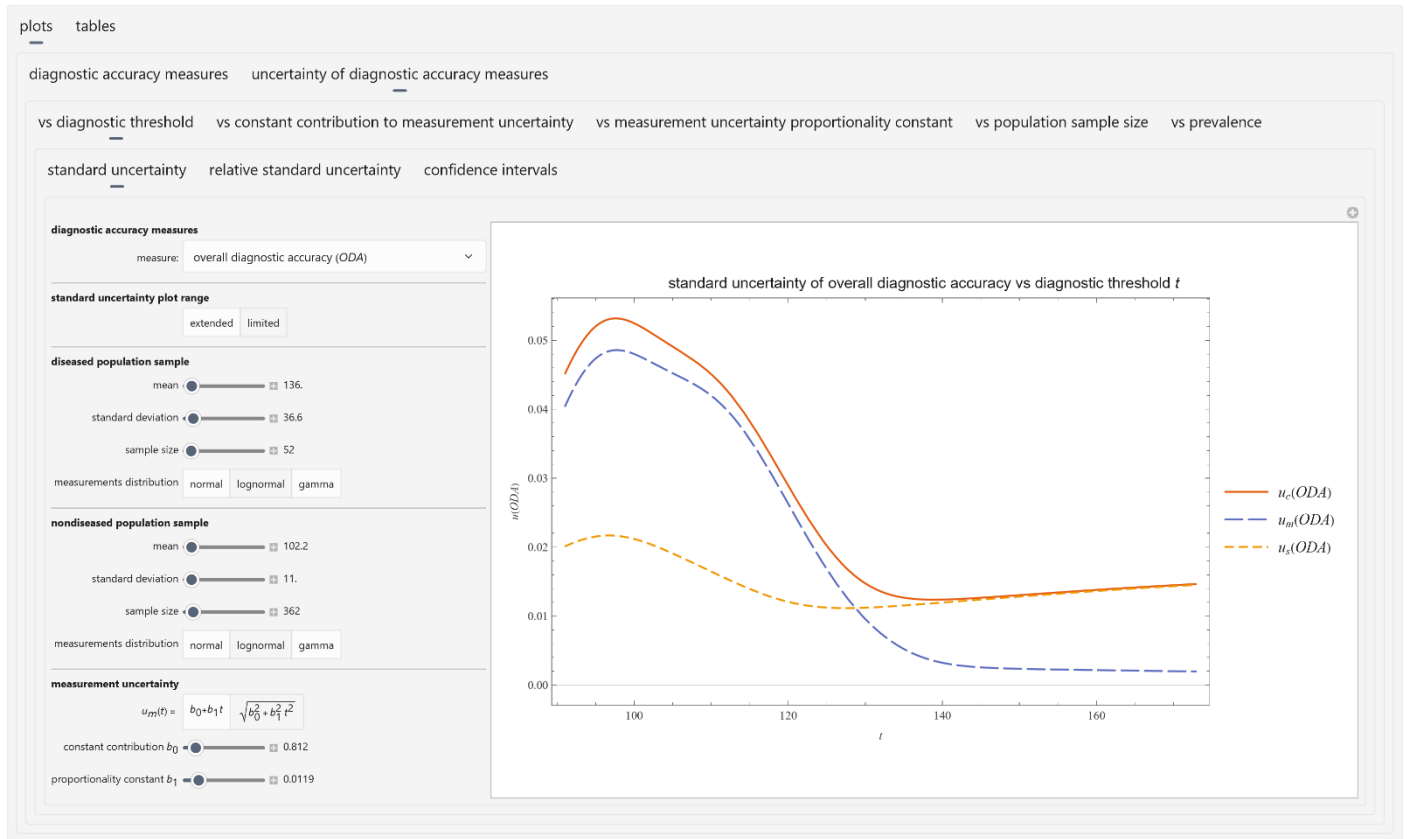 plots tables
diagnostic accuracy measures uncertainty of diagnostic accuracy measures
vs diagnostic threshold vs constant contribution to measurement uncertainty vs measurement uncertainty proportionality constant vs population sample size vs prevalence
standard uncertainty relative standard uncertainty confidence intervals
diagnostic accuracy measures
measure: overall diagnostic accuracy (ODA)
standard uncertainty plot range
extended limited
diseased population sample
mean 136.
standard deviation 36.6
sample size 52
measurements distribution normal lognormal gamma
nondiseased population sample
mean 102.2
standard deviation 11.
sample size 362
measurements distribution normal lognormal gamma
measurement uncertainty
uₘ(t) = b₀+b₁t √(b₀²+b₁² t²)
constant contribution b₀ 0.812
proportionality constant b₁ 0.0119
standard uncertainty of overall diagnostic accuracy vs diagnostic threshold t
0.05
0.04
0.03
0.02
0.01
0.00
u(ODA)
100 120 140 160
t
u_c(ODA)
uₘ(ODA)
uₛ(ODA)